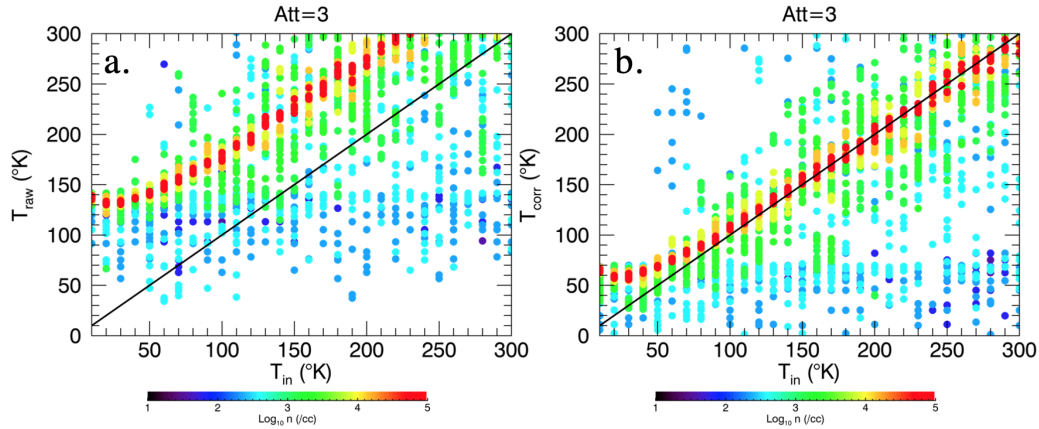 Att=3
a.
300
250
200
150
100
50
0
T_raw (°K)
50 100 150 200 250 300
T_in (°K)
1 2 3 4 5
Log₁₀ n (/cc)
Att=3
b.
300
250
200
150
100
50
0
T_corr (°K)
50 100 150 200 250 300
T_in (°K)
1 2 3 4 5
Log₁₀ n (/cc)